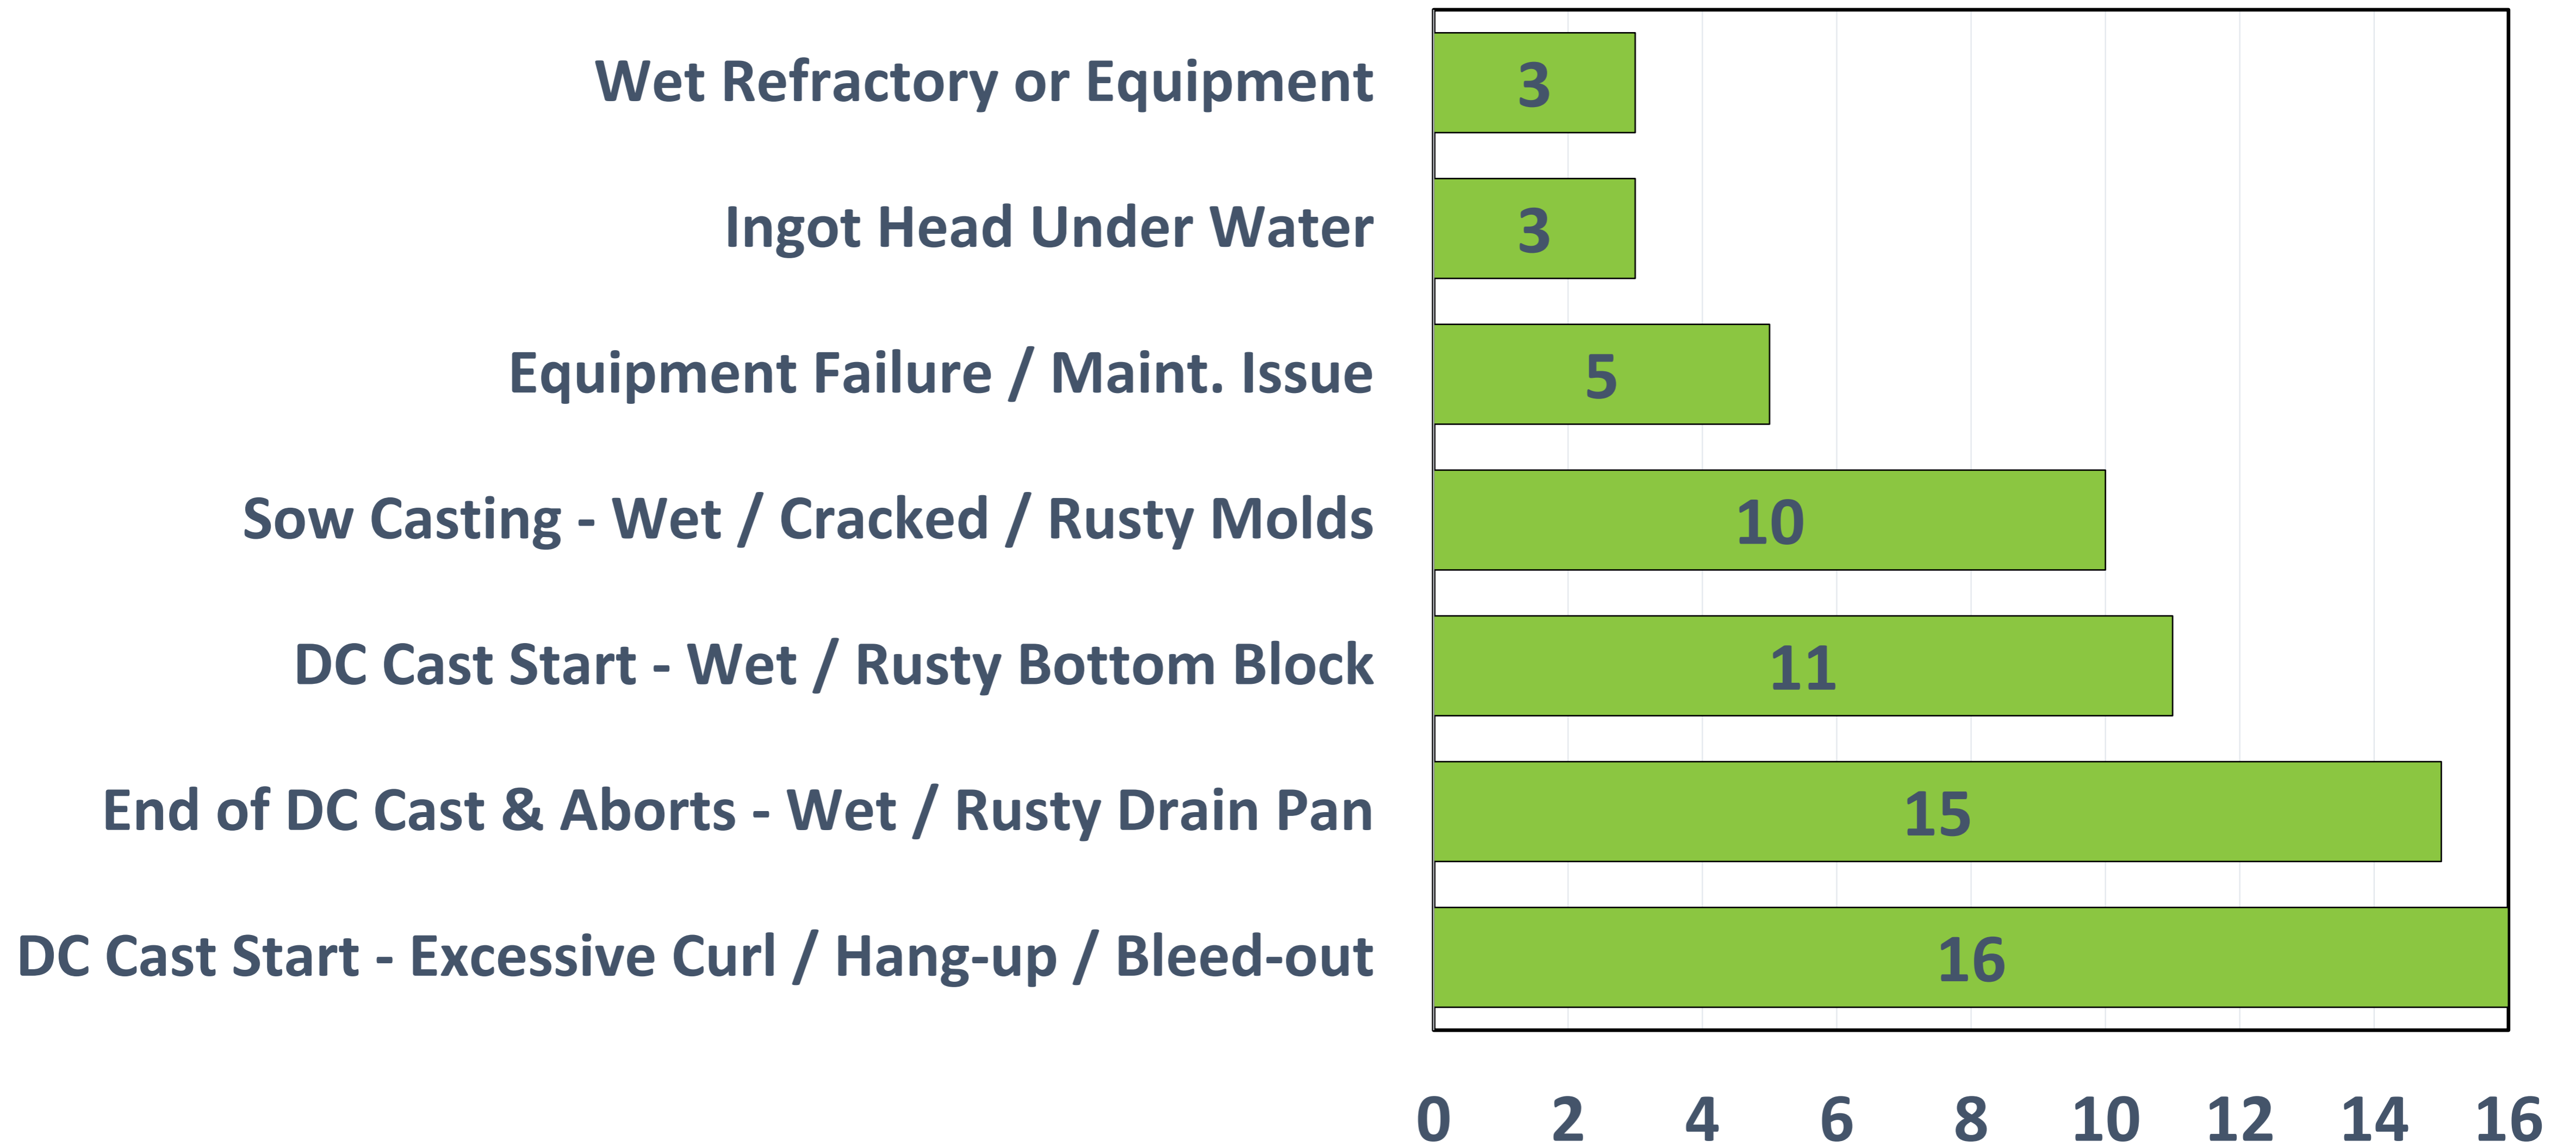 Wet Refractory or Equipment 3
Ingot Head Under Water 3
Equipment Failure / Maint. Issue 5
Sow Casting - Wet / Cracked / Rusty Molds 10
DC Cast Start - Wet / Rusty Bottom Block 11
End of DC Cast & Aborts - Wet / Rusty Drain Pan 15
DC Cast Start - Excessive Curl / Hang-up / Bleed-out 16
0 2 4 6 8 10 12 14 16